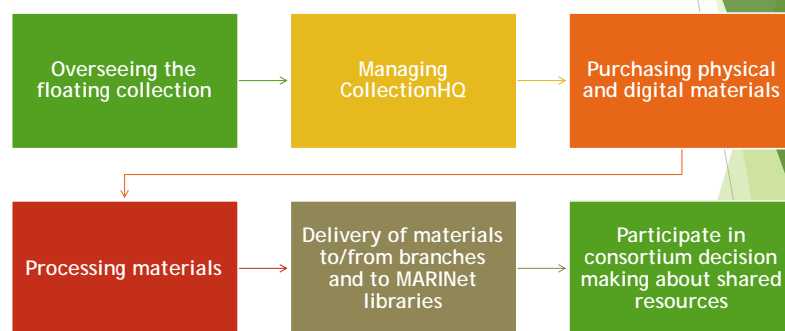 Overseeing the
floating collection
Managing
CollectionHQ
Purchasing physical
and digital materials
Processing materials
Delivery of materials
to/from branches
and to MARINet
libraries
Participate in
consortium decision
making about shared
resources